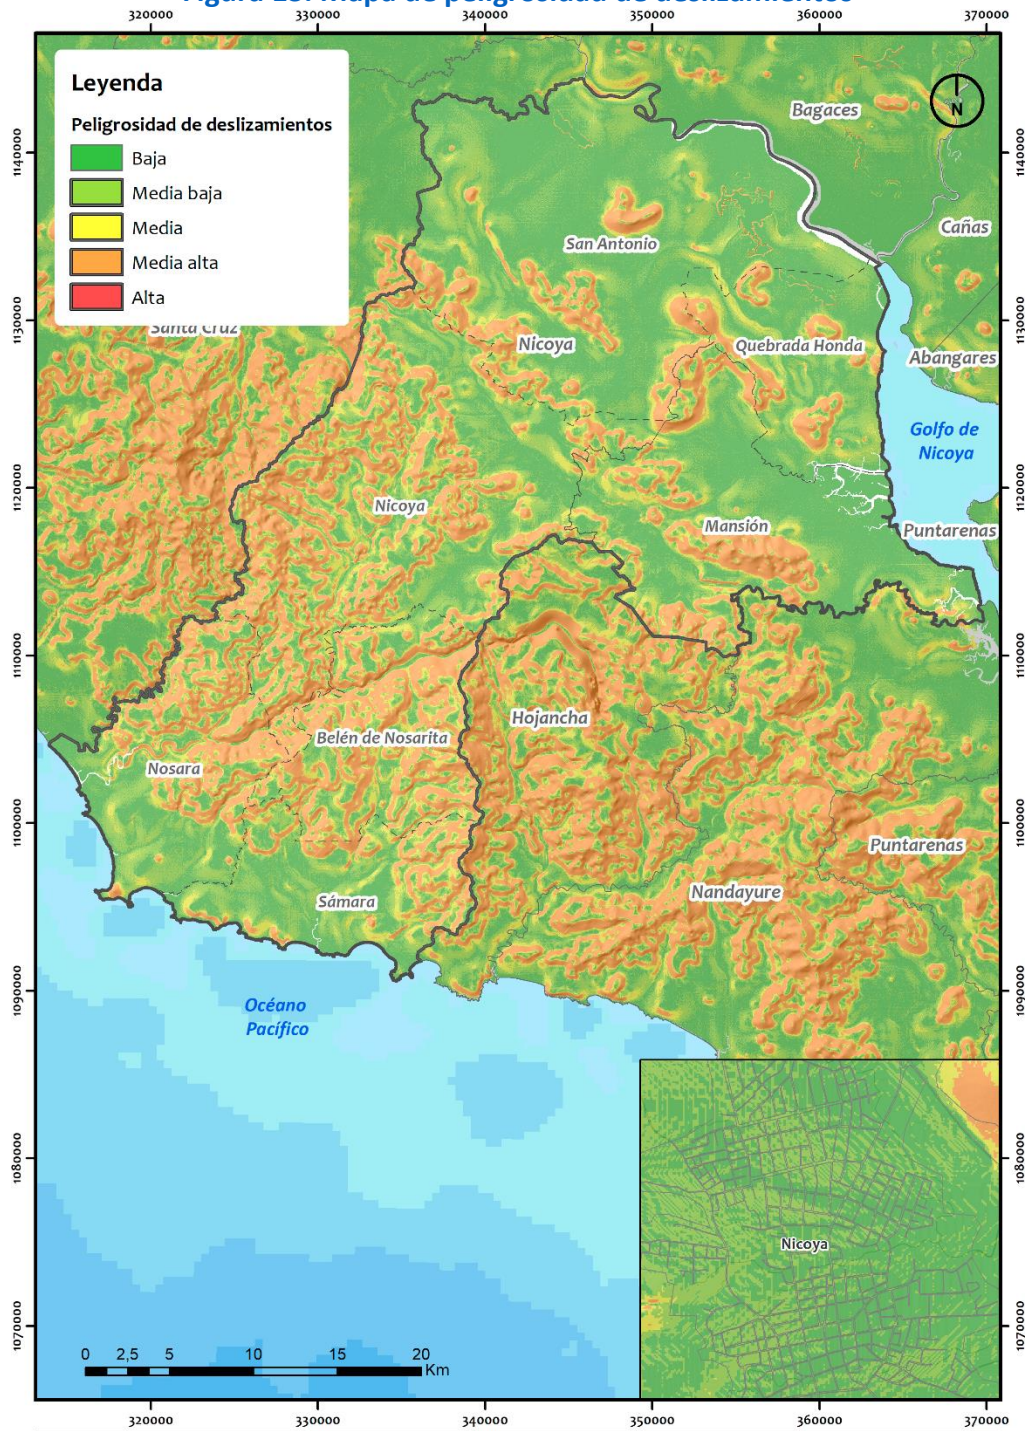 320000 330000 340000 350000 360000 370000
Leyenda
Peligrosidad de deslizamientos
Baja
Media baja
Media
Media alta
Alta
N
Bagaces
1140000 1140000
Cañas
San Antonio
1130000 1130000
Santa Cruz
Nicoya
Quebrada Honda
Abangares
Golfo de
Nicoya
1120000 1120000
Nicoya
Mansión
Puntarenas
1110000 1110000
Hojancha
Belén de Nosarita
Nosara
1100000 1100000
Puntarenas
Nandayure
Sámara
1090000 1090000
Océano
Pacífico
1080000 1080000
Nicoya
1070000 1070000
0 2,5 5 10 15 20
Km
320000 330000 340000 350000 360000 370000